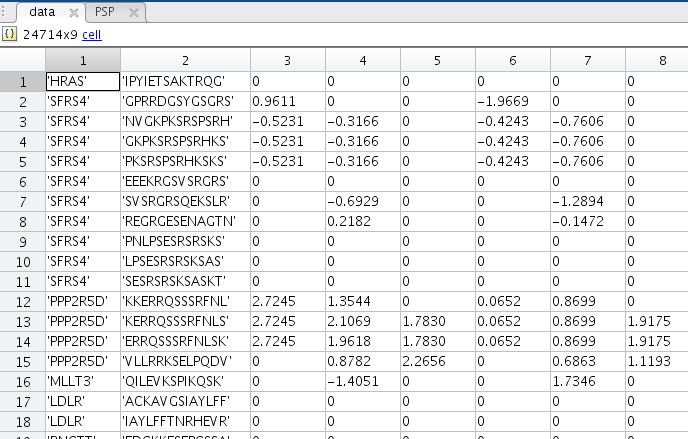 data PSP
{} 24714x9 cell
1 2 3 4 5 6 7 8
1 'HRAS' 'IPYIETSAKTRQG' 0 0 0 0 0 0
2 'SFRS4' 'GPRRDGSYGSGRS' 0.9611 0 0 −1.9669 0 0
3 'SFRS4' 'NVGKPKSRSPSRH' −0.5231 −0.3166 0 −0.4243 −0.7606 0
4 'SFRS4' 'GKPKSRSPSRHKS' −0.5231 −0.3166 0 −0.4243 −0.7606 0
5 'SFRS4' 'PKSRSPSRHKSKS' −0.5231 −0.3166 0 −0.4243 −0.7606 0
6 'SFRS4' 'EEEKRGSVSRGRS' 0 0 0 0 0 0
7 'SFRS4' 'SVSRGRSQEKSLR' 0 −0.6929 0 0 −1.2894 0
8 'SFRS4' 'REGRGESENAGTN' 0 0.2182 0 0 −0.1472 0
9 'SFRS4' 'PNLPSESRSRSKS' 0 0 0 0 0 0
10 'SFRS4' 'LPSESRSRSKSAS' 0 0 0 0 0 0
11 'SFRS4' 'SESRSRSKSASKT' 0 0 0 0 0 0
12 'PPP2R5D' 'KKERRQSSSRFNL' 2.7245 1.3544 0 0.0652 0.8699 0
13 'PPP2R5D' 'KERRQSSSRFNLS' 2.7245 2.1069 1.7830 0.0652 0.8699 1.9175
14 'PPP2R5D' 'ERRQSSSRFNLSK' 2.7245 1.9618 1.7830 0.0652 0.8699 1.9175
15 'PPP2R5D' 'VLLRRKSELPQDV' 0 0.8782 2.2656 0 0.6863 1.1193
16 'MLLT3' 'QILEVKSPIKQSK' 0 −1.4051 0 0 1.7346 0
17 'LDLR' 'ACKAVGSIAYLFF' 0 0 0 0 0 0
18 'LDLR' 'IAYLFFTNRHEVR' 0 0 0 0 0 0